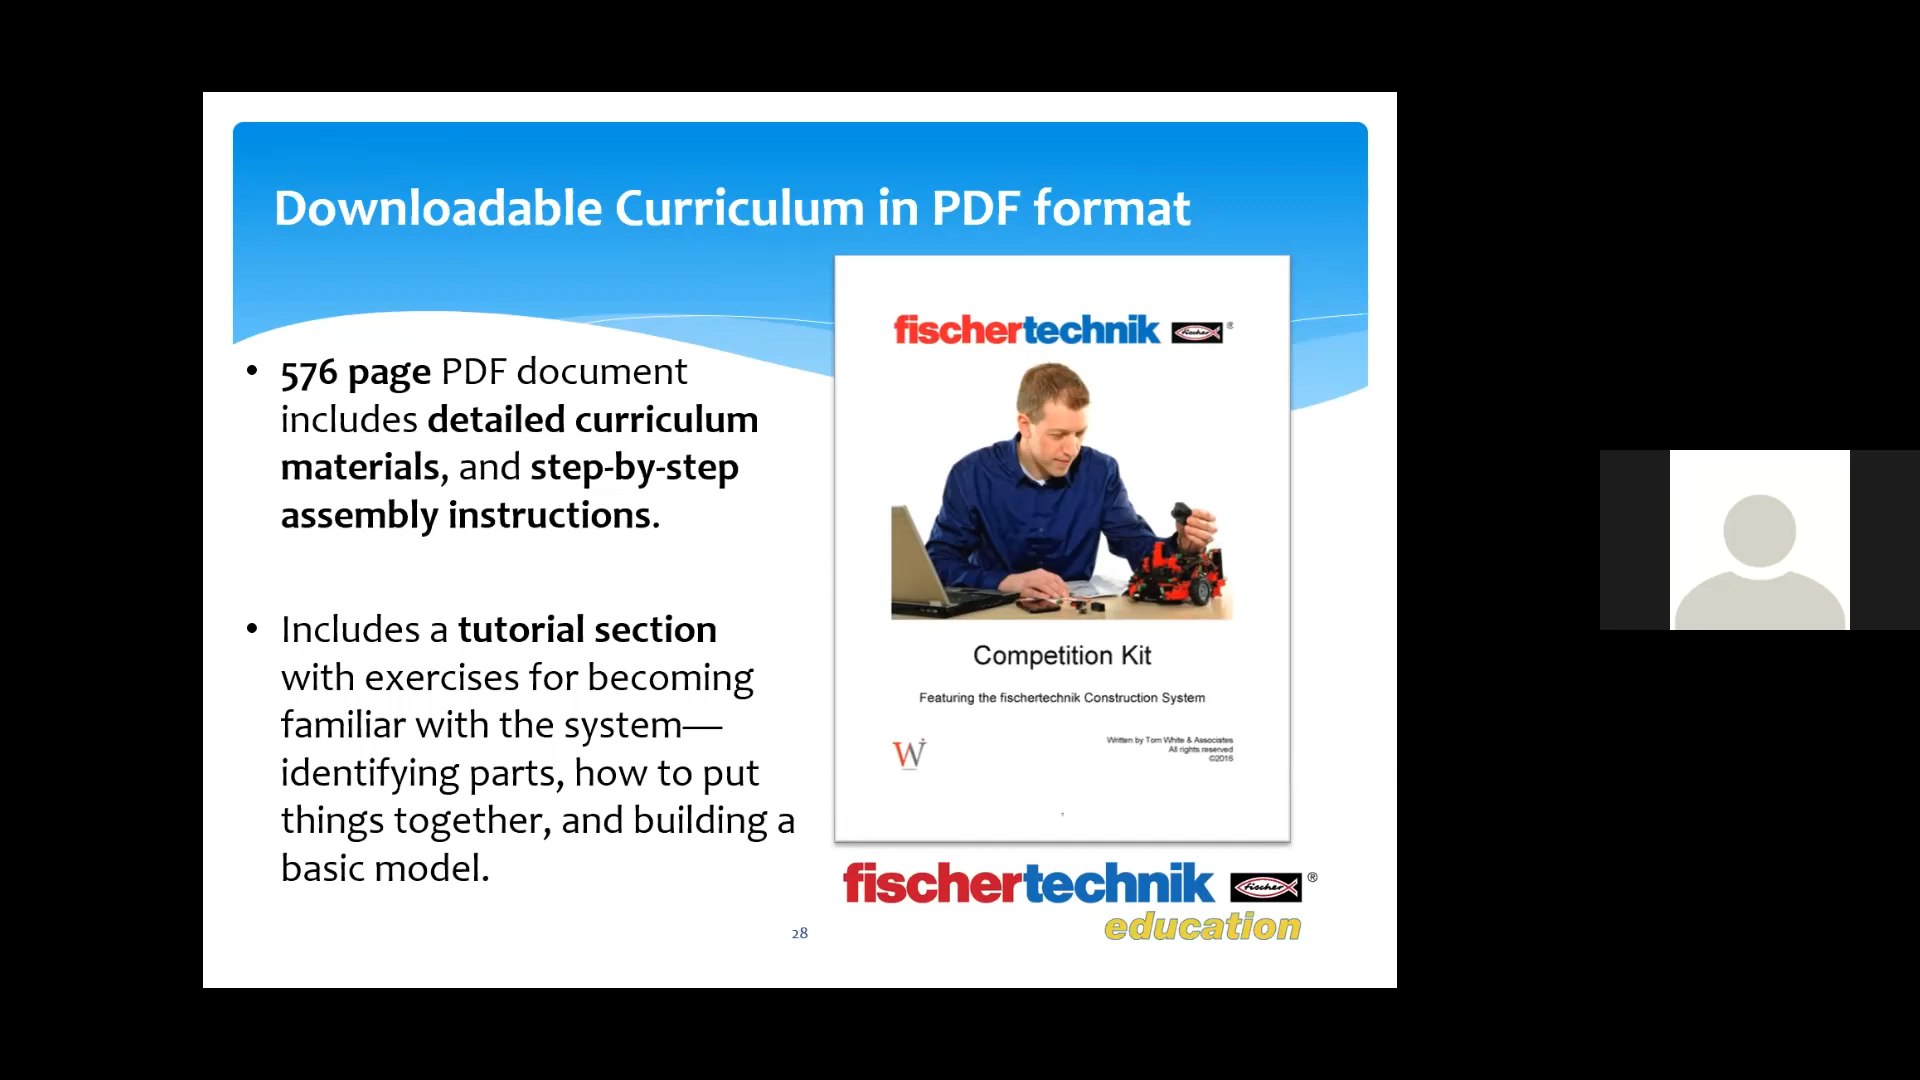 Downloadable Curriculum in PDF format
• 576 page PDF document
includes detailed curriculum
materials, and step-by-step
assembly instructions.
• Includes a tutorial section
with exercises for becoming
familiar with the system—
identifying parts, how to put
things together, and building a
basic model.
fischertechnik fischer ®
Competition Kit
Featuring the fischertechnik Construction System
W
Written by Tom White & Associates
All rights reserved
©2016
fischertechnik fischer ®
education
28